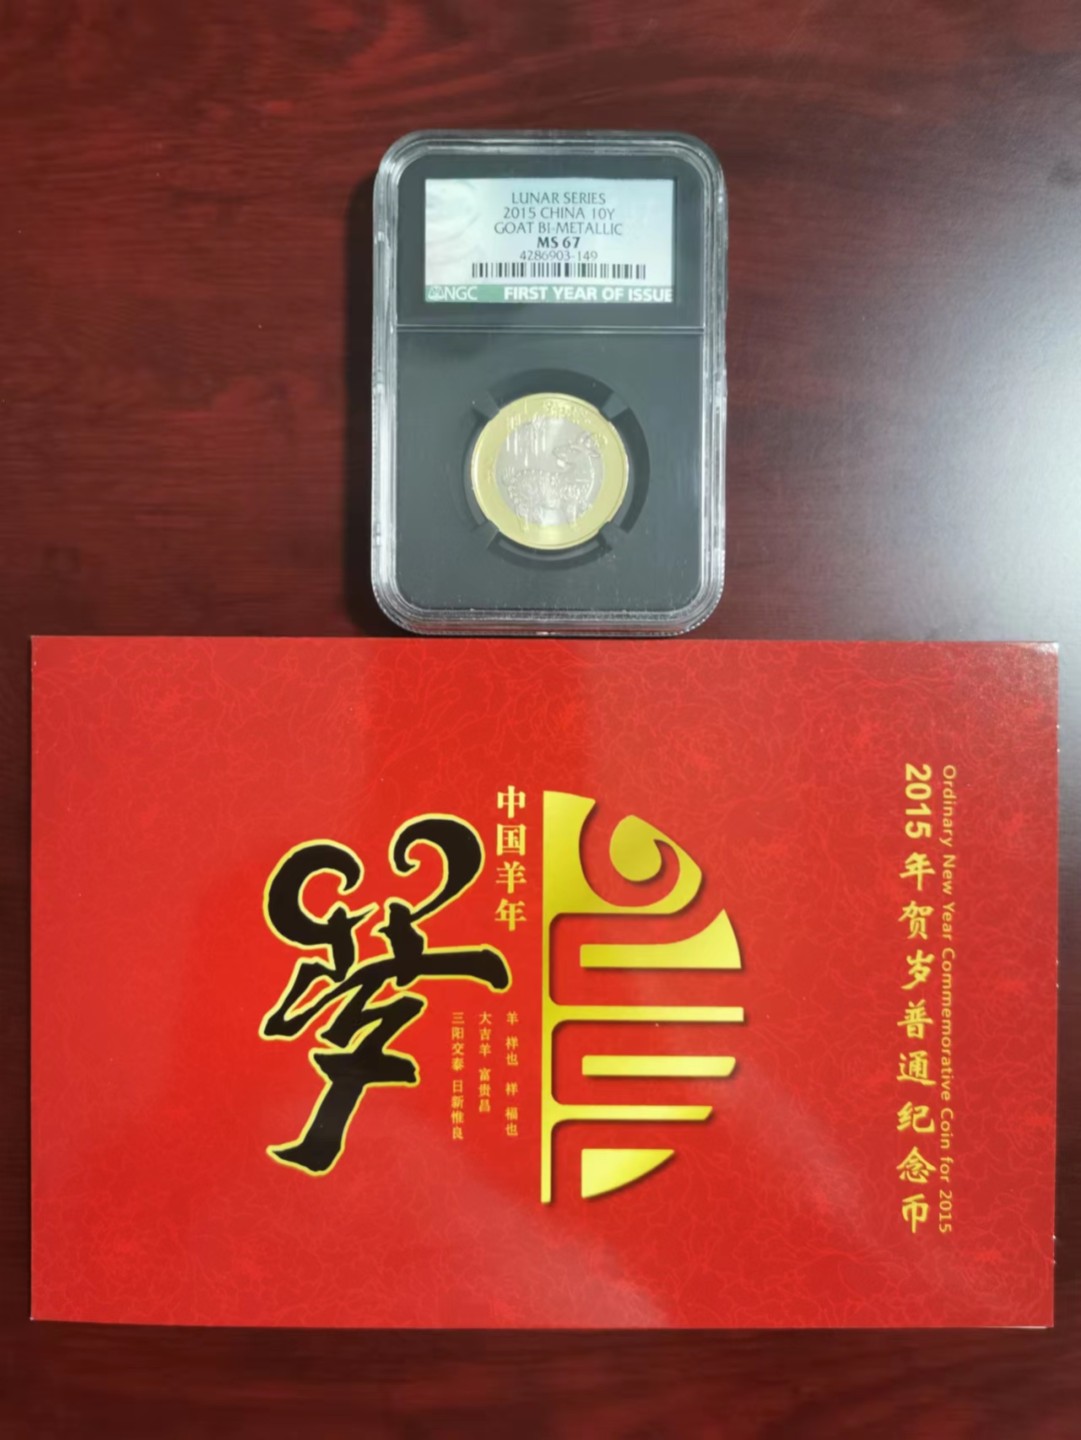 LUNAR SERIES
2015 CHINA 10Y
GOAT BI-METALLIC
MS 67
4286903-149
NGC FIRST YEAR OF ISSUE
Ordinary New Year Commemorative Coin for 2015
2015年贺岁普通纪念币
中国羊年
羊 祥也 祥 福也
大吉羊 富贵昌
三阳交泰 日新惟良